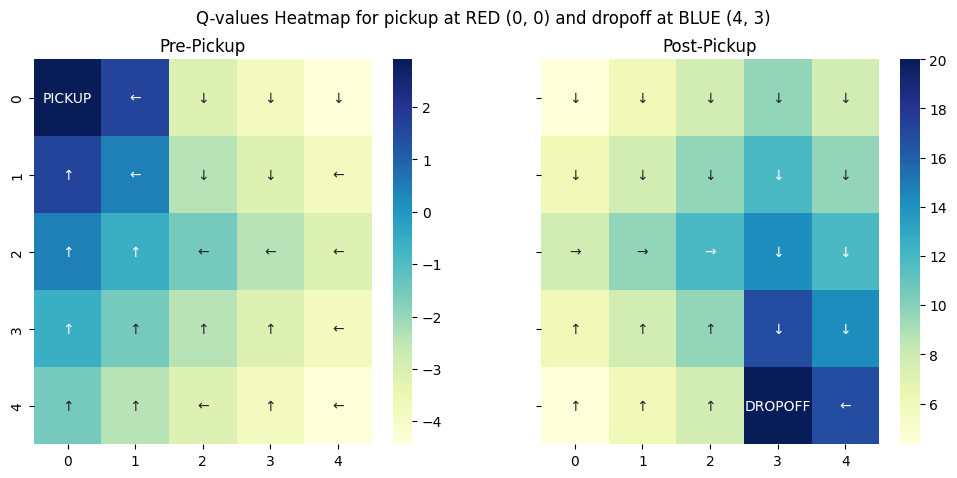 Q-values Heatmap for pickup at RED (0, 0) and dropoff at BLUE (4, 3)
Pre-Pickup
0 PICKUP ← ↓ ↓ ↓
1 ↑ ← ↓ ↓ ←
2 ↑ ↑ ← ← ←
3 ↑ ↑ ↑ ↑ ←
4 ↑ ↑ ← ↑ ←
0 1 2 3 4
2
1
0
−1
−2
−3
−4
Post-Pickup
↓ ↓ ↓ ↓ ↓
↓ ↓ ↓ ↓ ↓
→ → → ↓ ↓
↑ ↑ ↑ ↓ ↓
↑ ↑ ↑ DROPOFF ←
0 1 2 3 4
20
18
16
14
12
10
8
6